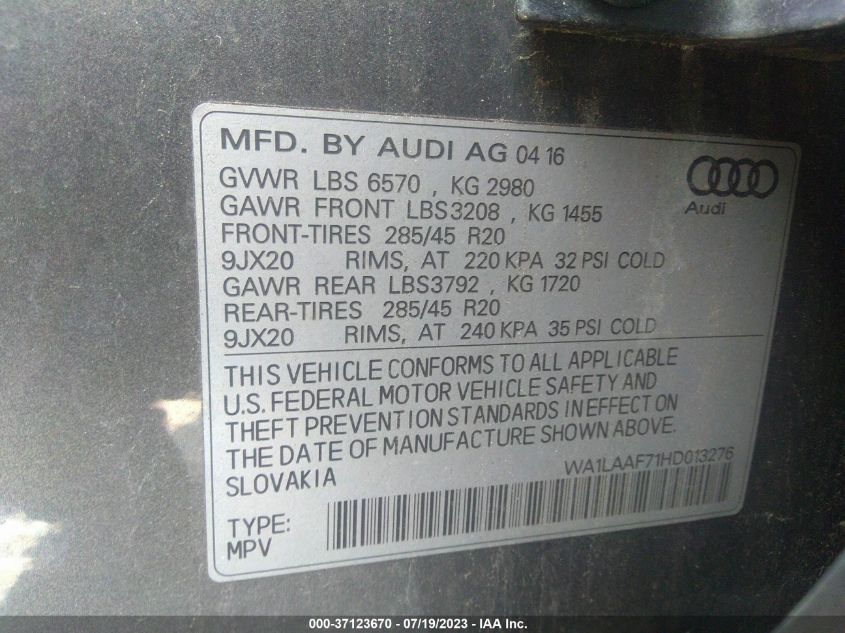 MFD. BY AUDI AG 04 16
GVWR LBS 6570 , KG 2980
GAWR FRONT LBS3208 , KG 1455
FRONT-TIRES 285/45 R20
9JX20 RIMS, AT 220 KPA 32 PSI COLD
GAWR REAR LBS3792 , KG 1720
REAR-TIRES 285/45 R20
9JX20 RIMS, AT 240 KPA 35 PSI COLD
Audi
THIS VEHICLE CONFORMS TO ALL APPLICABLE
U.S. FEDERAL MOTOR VEHICLE SAFETY AND
THEFT PREVENTION STANDARDS IN EFFECT ON
THE DATE OF MANUFACTURE SHOWN ABOVE.
SLOVAKIA
WA1LAAF71HD013276
TYPE:
MPV
000-37123670 - 07/19/2023 - IAA Inc.